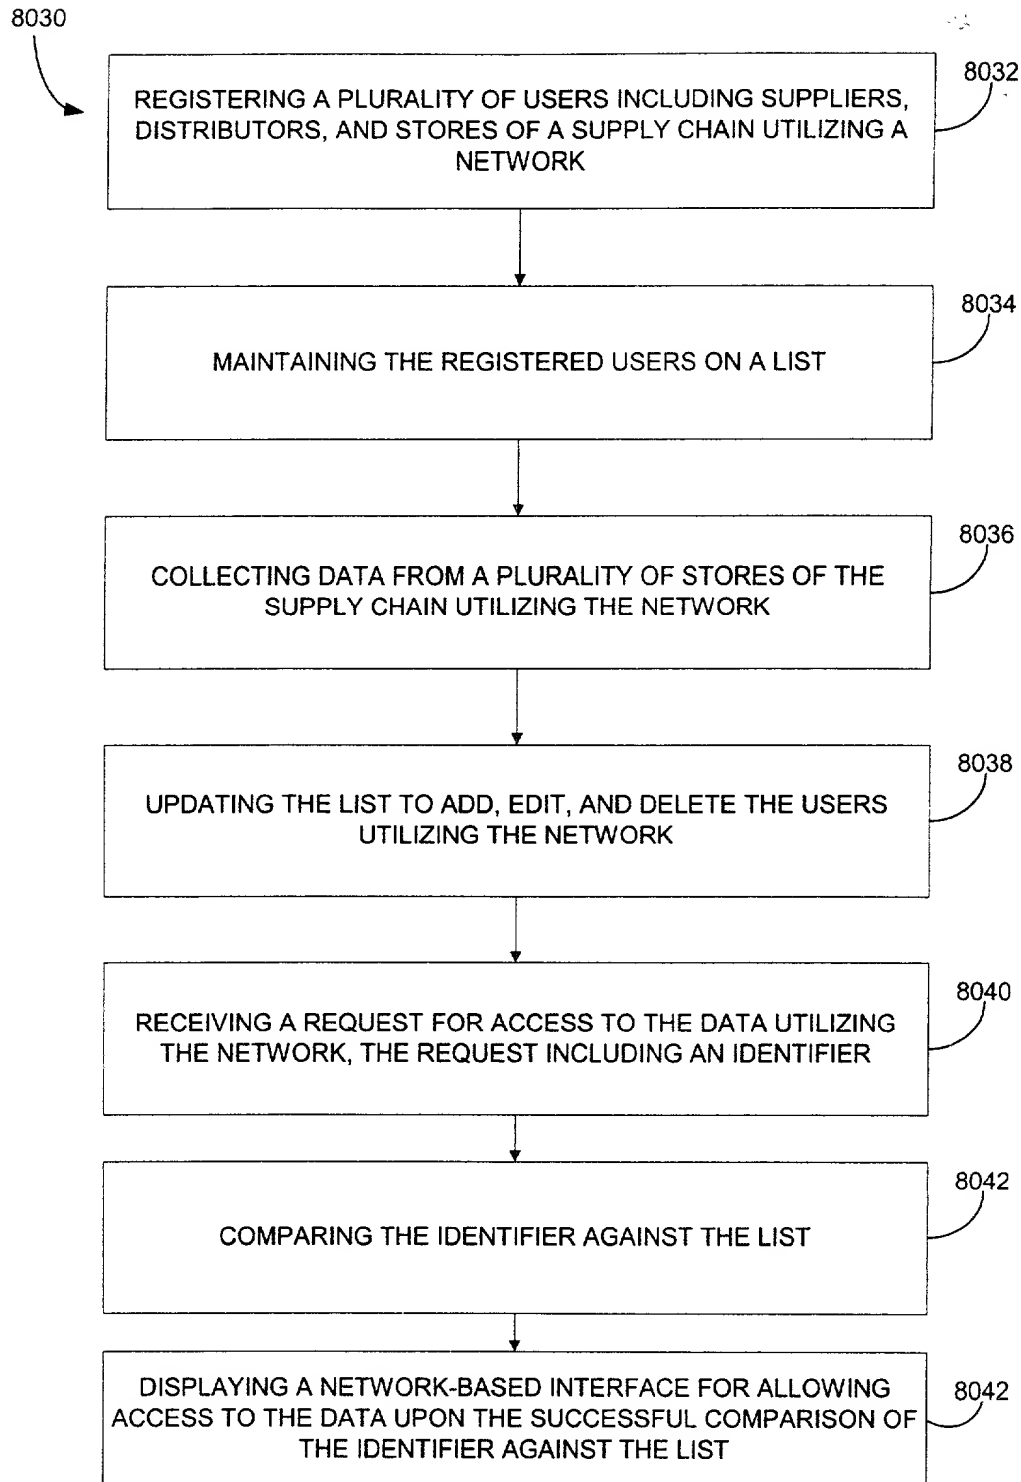 8030
8032
REGISTERING A PLURALITY OF USERS INCLUDING SUPPLIERS,
DISTRIBUTORS, AND STORES OF A SUPPLY CHAIN UTILIZING A
NETWORK
8034
MAINTAINING THE REGISTERED USERS ON A LIST
8036
COLLECTING DATA FROM A PLURALITY OF STORES OF THE
SUPPLY CHAIN UTILIZING THE NETWORK
8038
UPDATING THE LIST TO ADD, EDIT, AND DELETE THE USERS
UTILIZING THE NETWORK
8040
RECEIVING A REQUEST FOR ACCESS TO THE DATA UTILIZING
THE NETWORK, THE REQUEST INCLUDING AN IDENTIFIER
8042
COMPARING THE IDENTIFIER AGAINST THE LIST
8042
DISPLAYING A NETWORK-BASED INTERFACE FOR ALLOWING
ACCESS TO THE DATA UPON THE SUCCESSFUL COMPARISON OF
THE IDENTIFIER AGAINST THE LIST